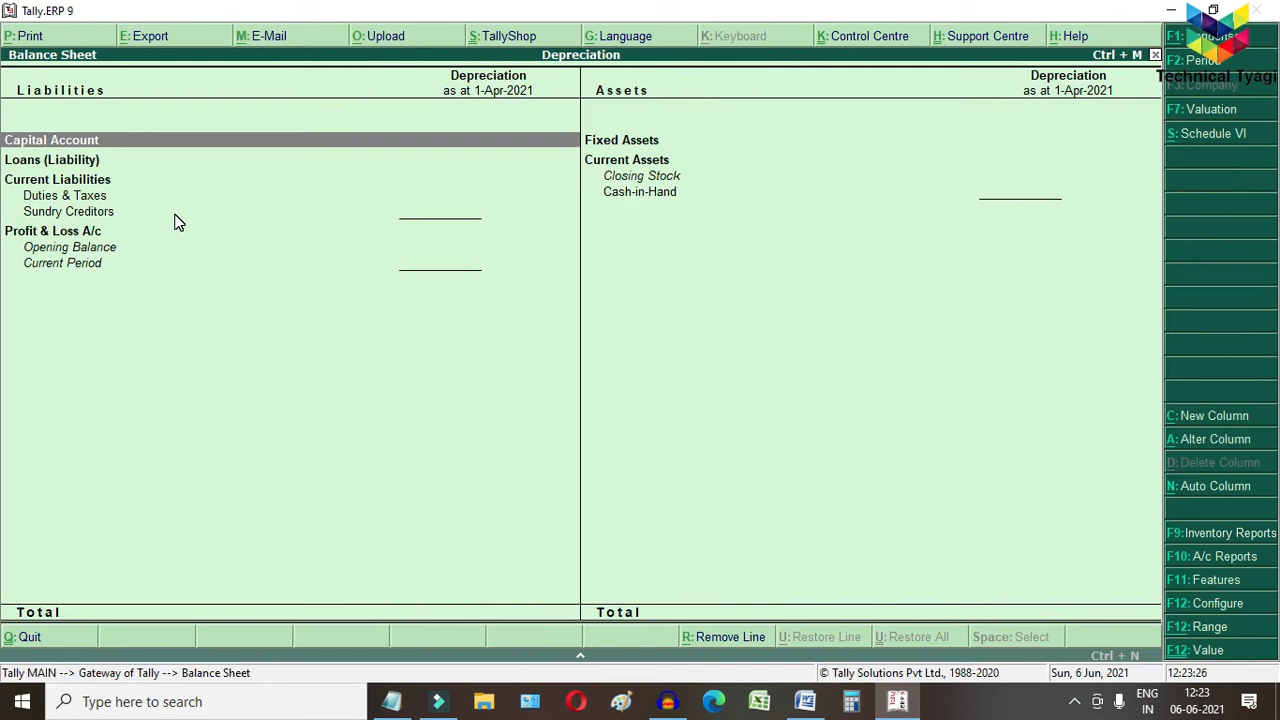 Tally.ERP 9
P: Print E: Export M: E-Mail O: Upload S: TallyShop G: Language K: Keyboard K: Control Centre H: Support Centre H: Help
Balance Sheet Depreciation Ctrl + M
Liabilities
Depreciation
as at 1-Apr-2021
Assets
Depreciation
as at 1-Apr-2021
Capital Account
Loans (Liability)
Current Liabilities
Duties & Taxes
Sundry Creditors
Profit & Loss A/c
Opening Balance
Current Period
Fixed Assets
Current Assets
Closing Stock
Cash-in-Hand
Total
Total
F1:
F2: Period
Technical Tyagi
F3: Company
F7: Valuation
S: Schedule VI
C: New Column
A: Alter Column
D: Delete Column
N: Auto Column
F9: Inventory Reports
F10: A/c Reports
F11: Features
F12: Configure
F12: Range
F12: Value
Q: Quit R: Remove Line U: Restore Line U: Restore All Space: Select
Ctrl + N
Tally MAIN --> Gateway of Tally --> Balance Sheet © Tally Solutions Pvt Ltd., 1988-2020 Sun, 6 Jun, 2021 12:23:26
Type here to search
ENG
IN
12:23
06-06-2021